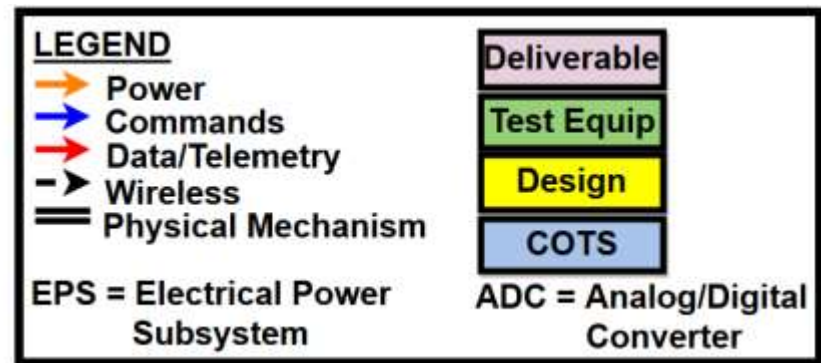 LEGEND
Power
Commands
Data/Telemetry
Wireless
Physical Mechanism
EPS = Electrical Power
Subsystem
Deliverable
Test Equip
Design
COTS
ADC = Analog/Digital
Converter